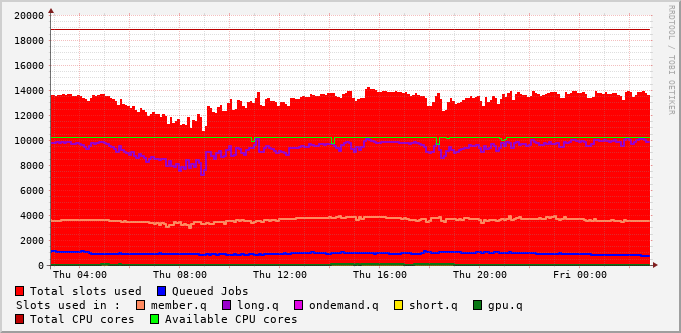 20000
18000
16000
14000
12000
10000
8000
6000
4000
2000
0
Thu 04:00 Thu 08:00 Thu 12:00 Thu 16:00 Thu 20:00 Fri 00:00
RRDTOOL / TOBI OETIKER
Total slots used Queued Jobs
Slots used in : member.q long.q ondemand.q short.q gpu.q
Total CPU cores Available CPU cores